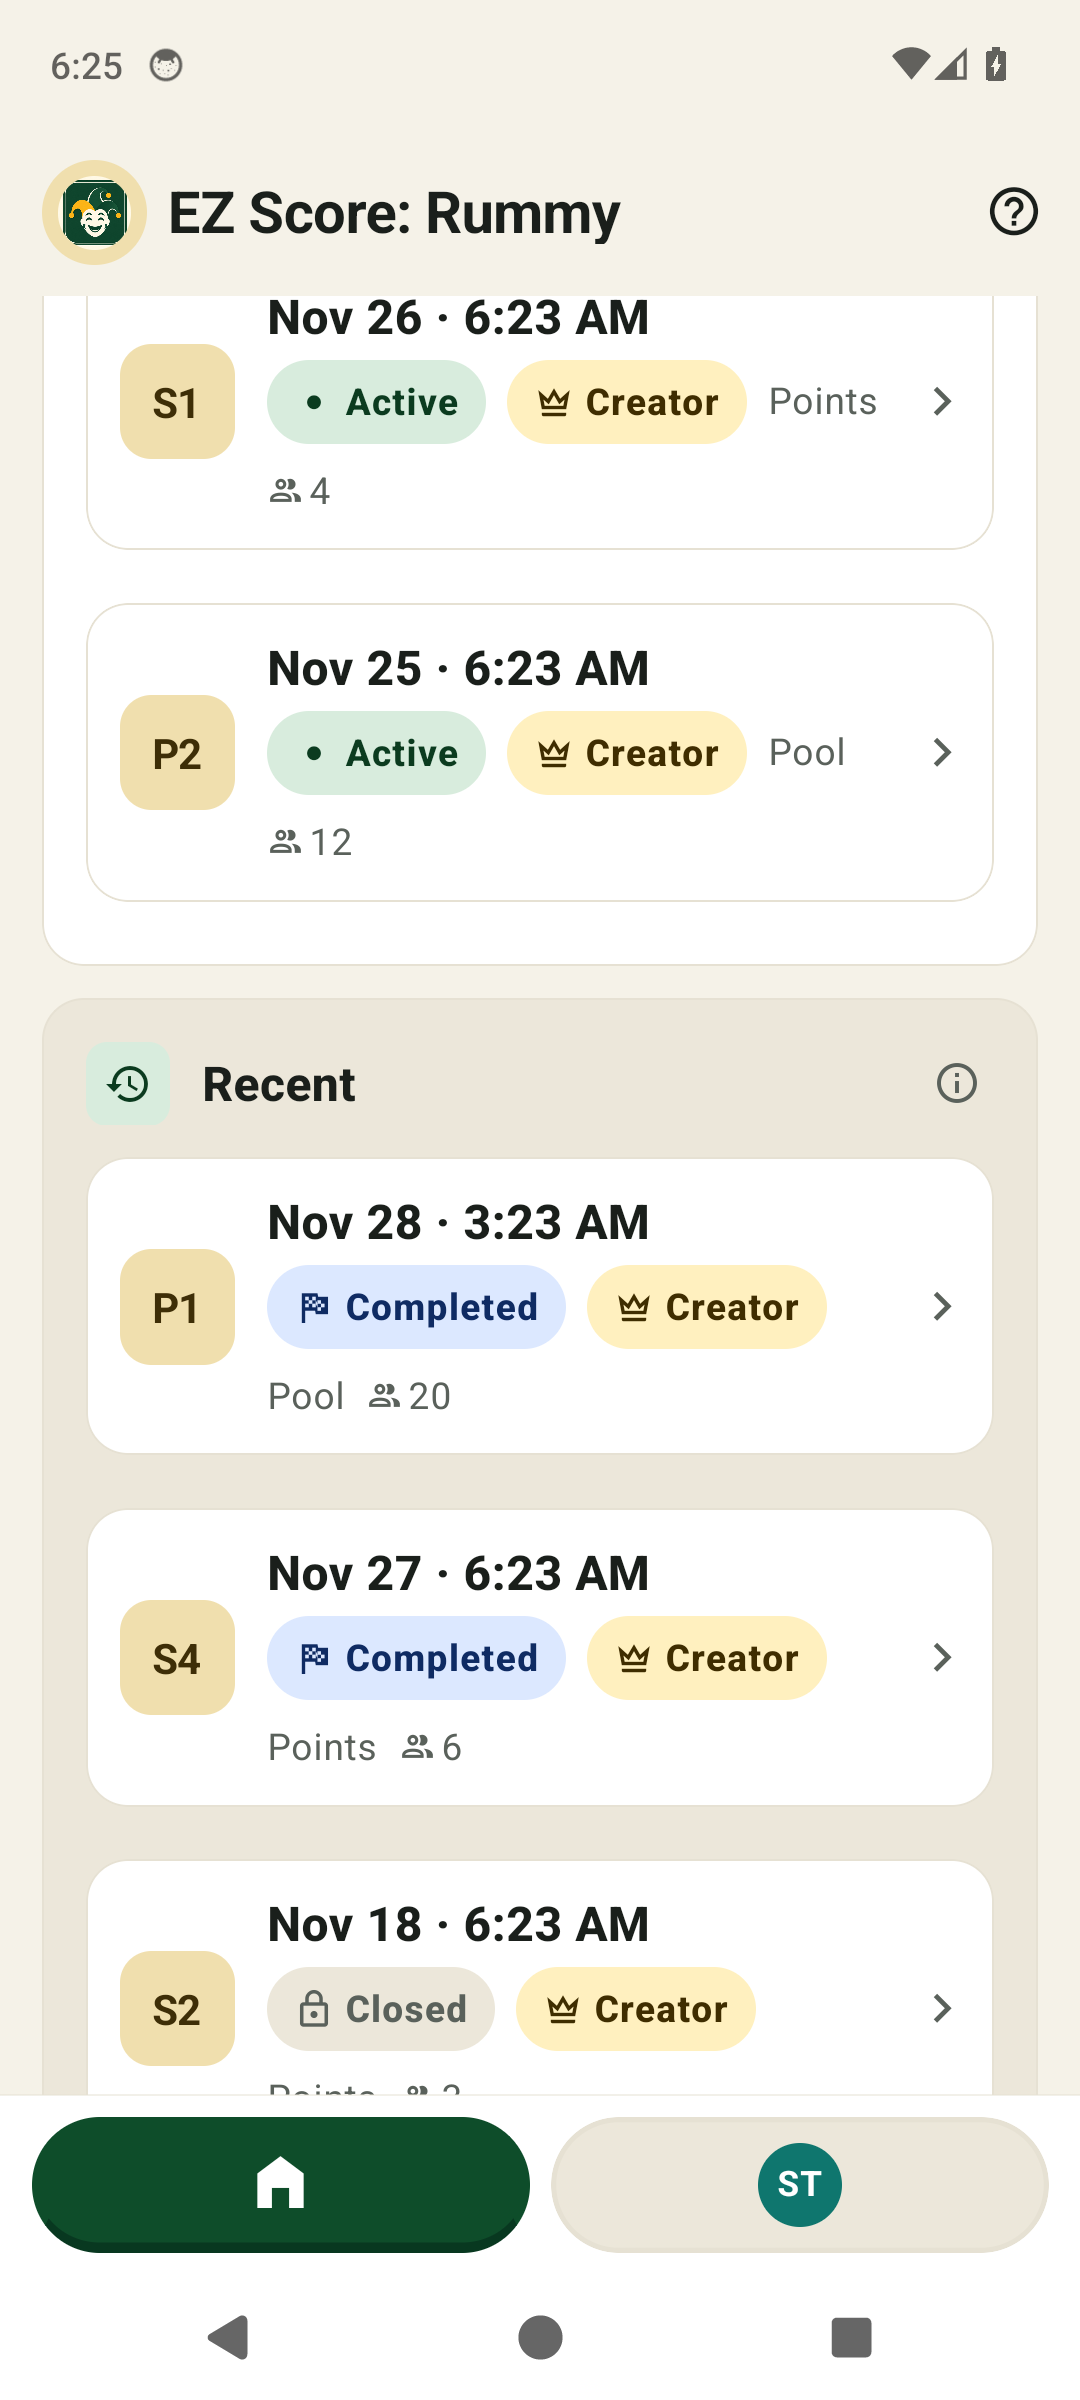 6:25
EZ Score: Rummy
Nov 26 · 6:23 AM
S1
Active
Creator
Points
4
Nov 25 · 6:23 AM
P2
Active
Creator
Pool
12
Recent
Nov 28 · 3:23 AM
P1
Completed
Creator
Pool
20
Nov 27 · 6:23 AM
S4
Completed
Creator
Points
6
Nov 18 · 6:23 AM
S2
Closed
Creator
Points
ST